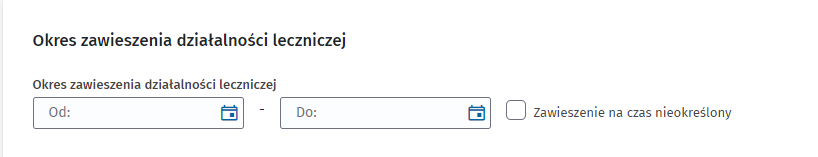 Okres zawieszenia działalności leczniczej
Okres zawieszenia działalności leczniczej
Od: - Do: Zawieszenie na czas nieokreślony